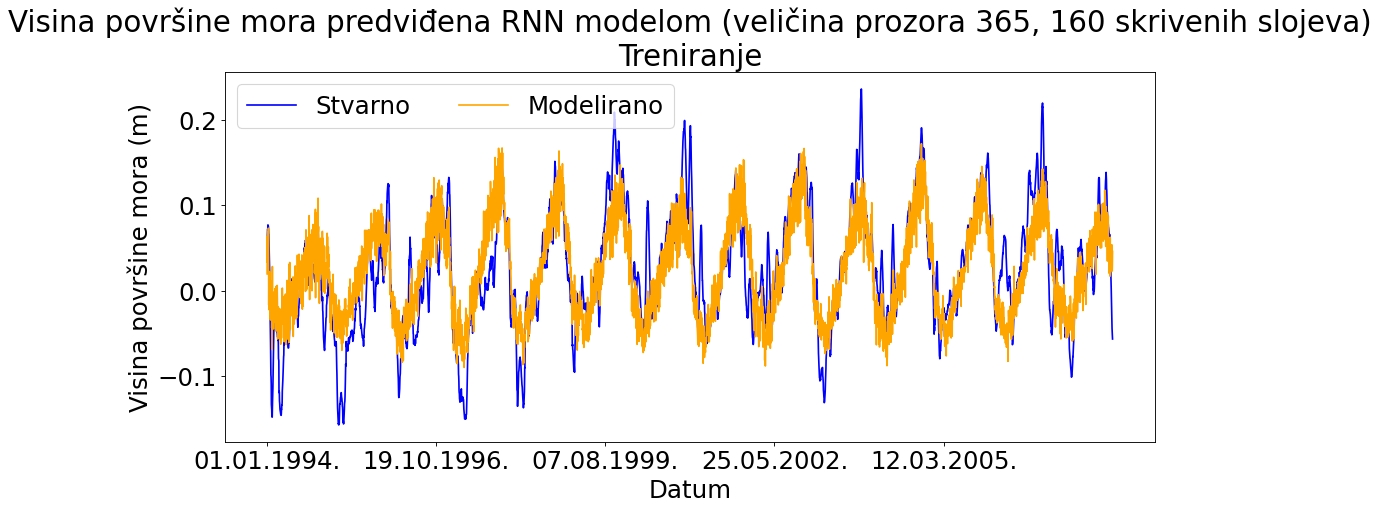 Visina površine mora predviđena RNN modelom (veličina prozora 365, 160 skrivenih slojeva)
Treniranje
Stvarno Modelirano
Visina površine mora (m)
0.2
0.1
0.0
−0.1
01.01.1994. 19.10.1996. 07.08.1999. 25.05.2002. 12.03.2005.
Datum